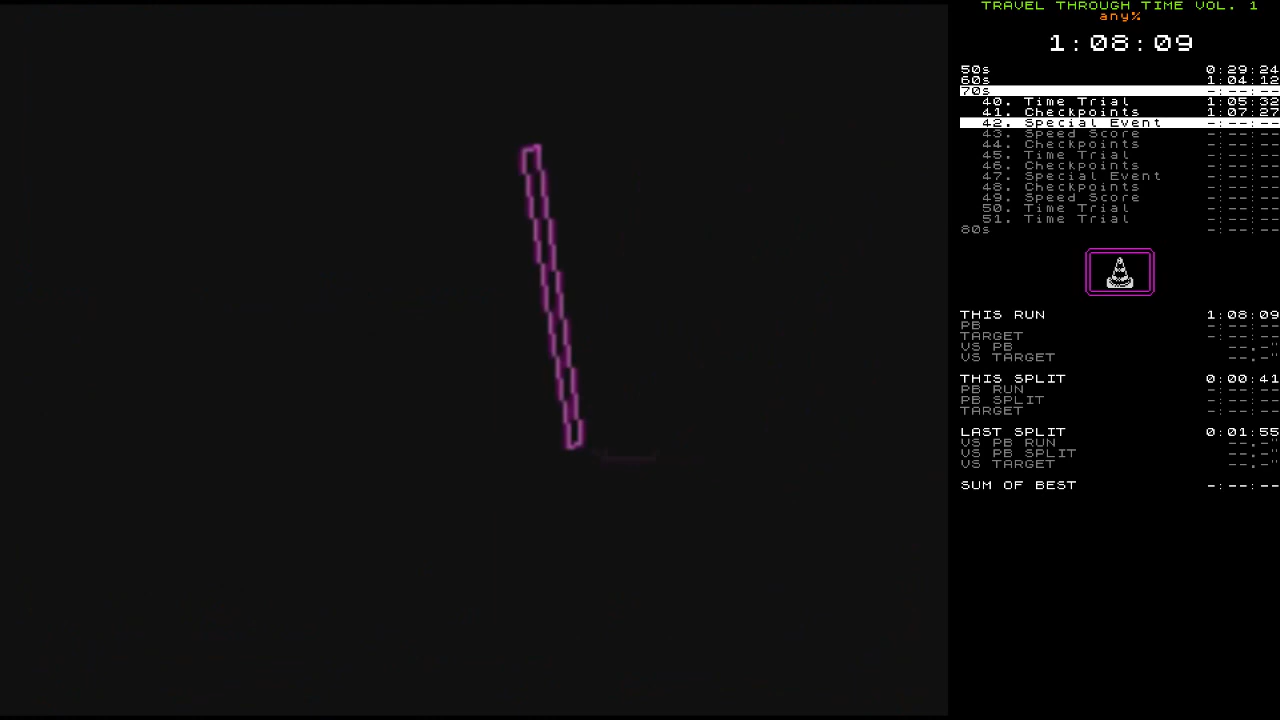 TRAVEL THROUGH TIME VOL. 1
any%
1:08:09
50s 0:29:24
60s 1:04:12
70s -:--:--
40. Time Trial 1:05:32
41. Checkpoints 1:07:27
42. Special Event -:--:--
43. Speed Score -:--:--
44. Checkpoints -:--:--
45. Time Trial -:--:--
46. Checkpoints -:--:--
47. Special Event -:--:--
48. Checkpoints -:--:--
49. Speed Score -:--:--
50. Time Trial -:--:--
51. Time Trial -:--:--
80s -:--:--
THIS RUN 1:08:09
PB -:--:--
TARGET -:--:--
VS PB --.-"
VS TARGET --.-"
THIS SPLIT 0:00:41
PB RUN -:--:--
PB SPLIT -:--:--
TARGET -:--:--
LAST SPLIT 0:01:55
VS PB RUN --.-"
VS PB SPLIT --.-"
VS TARGET --.-"
SUM OF BEST -:--:--